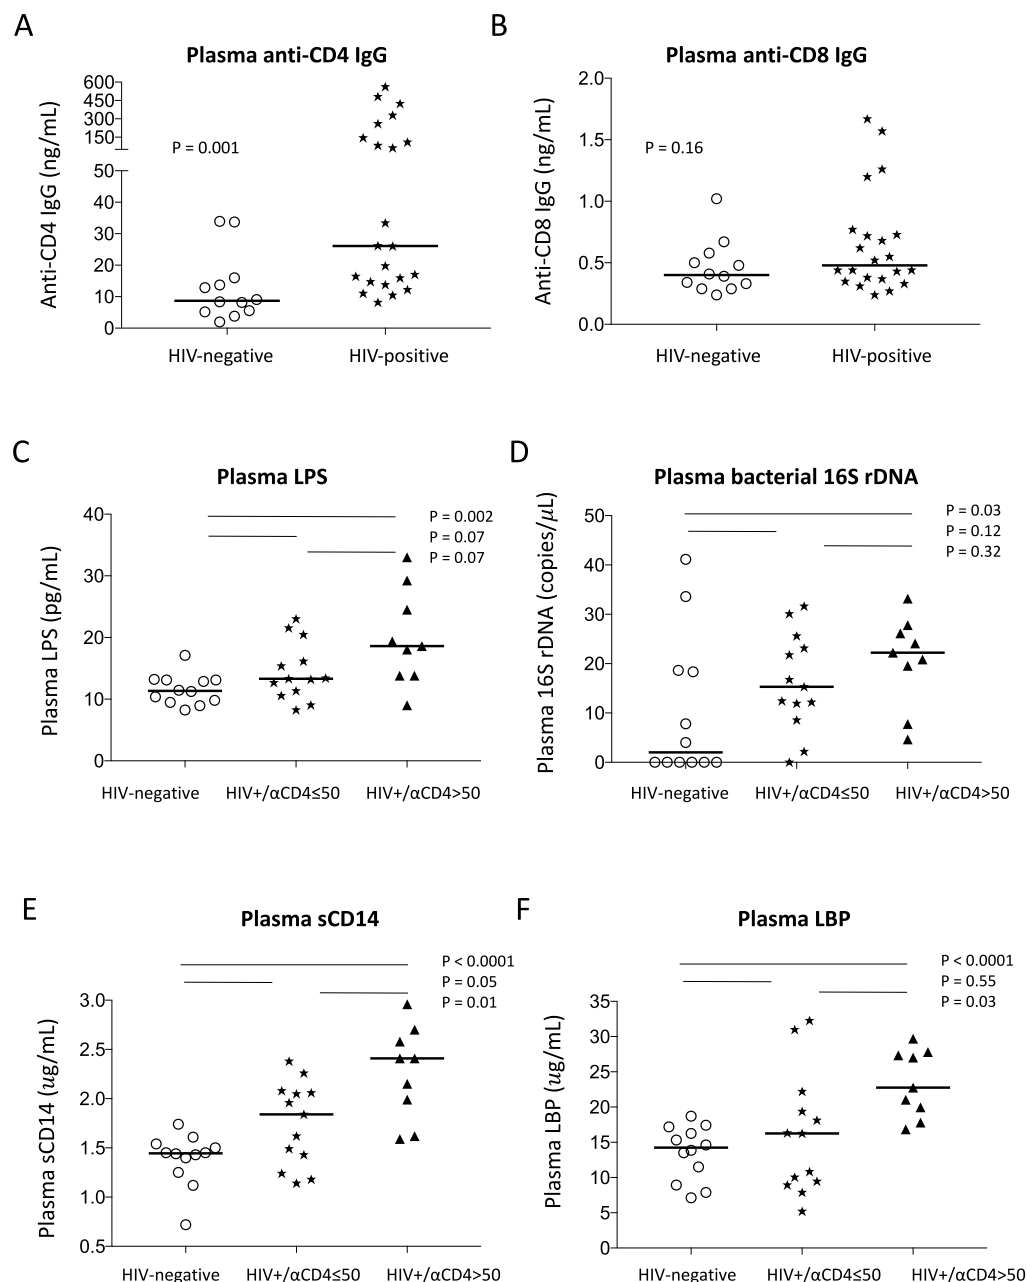 A
Plasma anti-CD4 IgG
Anti-CD4 IgG (ng/mL)
600
450
300
150
50
40
30
20
10
0
P = 0.001
HIV-negative
HIV-positive
B
Plasma anti-CD8 IgG
Anti-CD8 IgG (ng/mL)
2.0
1.5
1.0
0.5
0.0
P = 0.16
HIV-negative
HIV-positive
C
Plasma LPS
Plasma LPS (pg/mL)
40
30
20
10
0
P = 0.002
P = 0.07
P = 0.07
HIV-negative
HIV+/αCD4≤50
HIV+/αCD4>50
D
Plasma bacterial 16S rDNA
Plasma 16S rDNA (copies/μL)
50
40
30
20
10
0
P = 0.03
P = 0.12
P = 0.32
HIV-negative
HIV+/αCD4≤50
HIV+/αCD4>50
E
Plasma sCD14
Plasma sCD14 (ug/mL)
3.0
2.5
2.0
1.5
1.0
0.5
P < 0.0001
P = 0.05
P = 0.01
HIV-negative
HIV+/αCD4≤50
HIV+/αCD4>50
F
Plasma LBP
Plasma LBP (ug/mL)
35
30
25
20
15
10
5
0
P < 0.0001
P = 0.55
P = 0.03
HIV-negative
HIV+/αCD4≤50
HIV+/αCD4>50